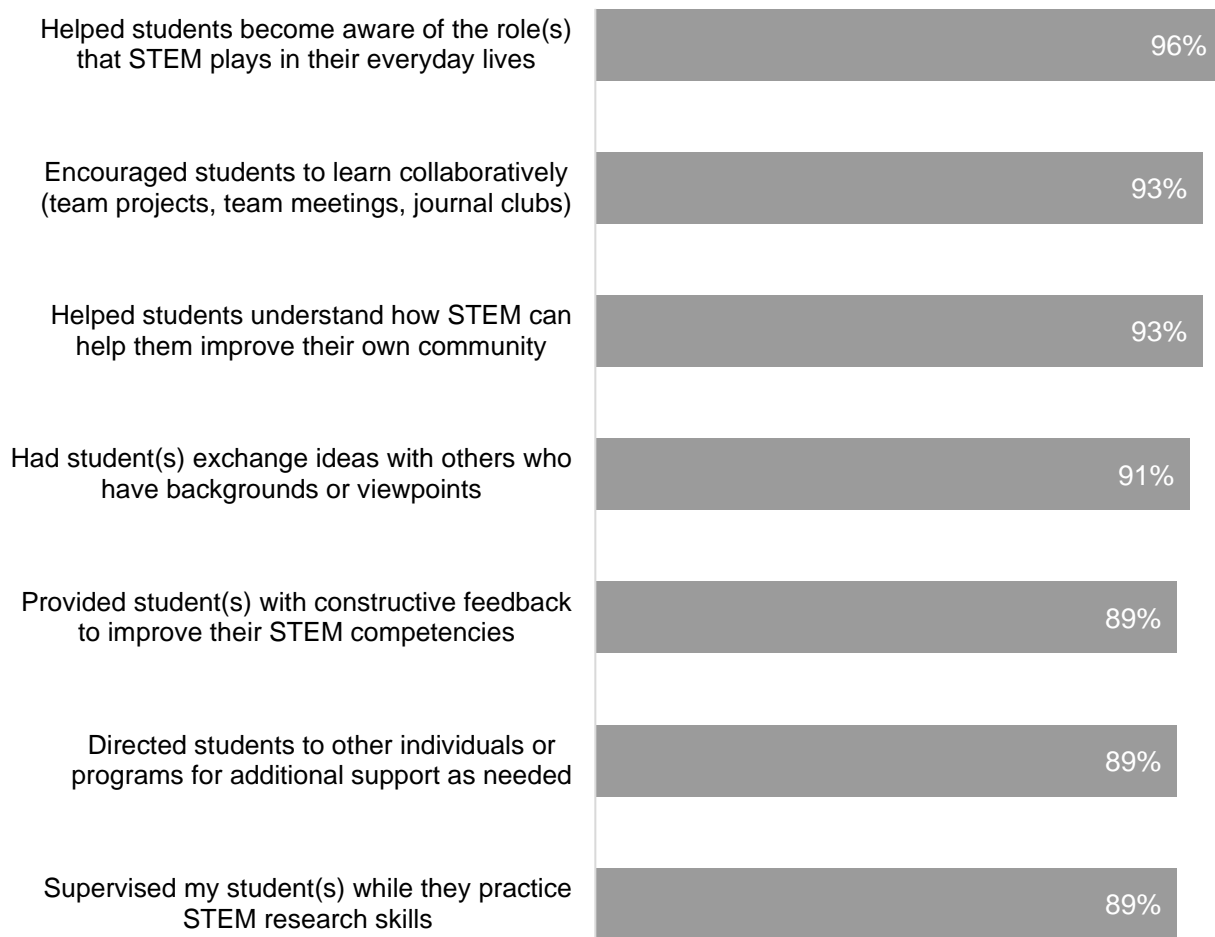 Helped students become aware of the role(s)
that STEM plays in their everyday lives
96%
Encouraged students to learn collaboratively
(team projects, team meetings, journal clubs)
93%
Helped students understand how STEM can
help them improve their own community
93%
Had student(s) exchange ideas with others who
have backgrounds or viewpoints
91%
Provided student(s) with constructive feedback
to improve their STEM competencies
89%
Directed students to other individuals or
programs for additional support as needed
89%
Supervised my student(s) while they practice
STEM research skills
89%